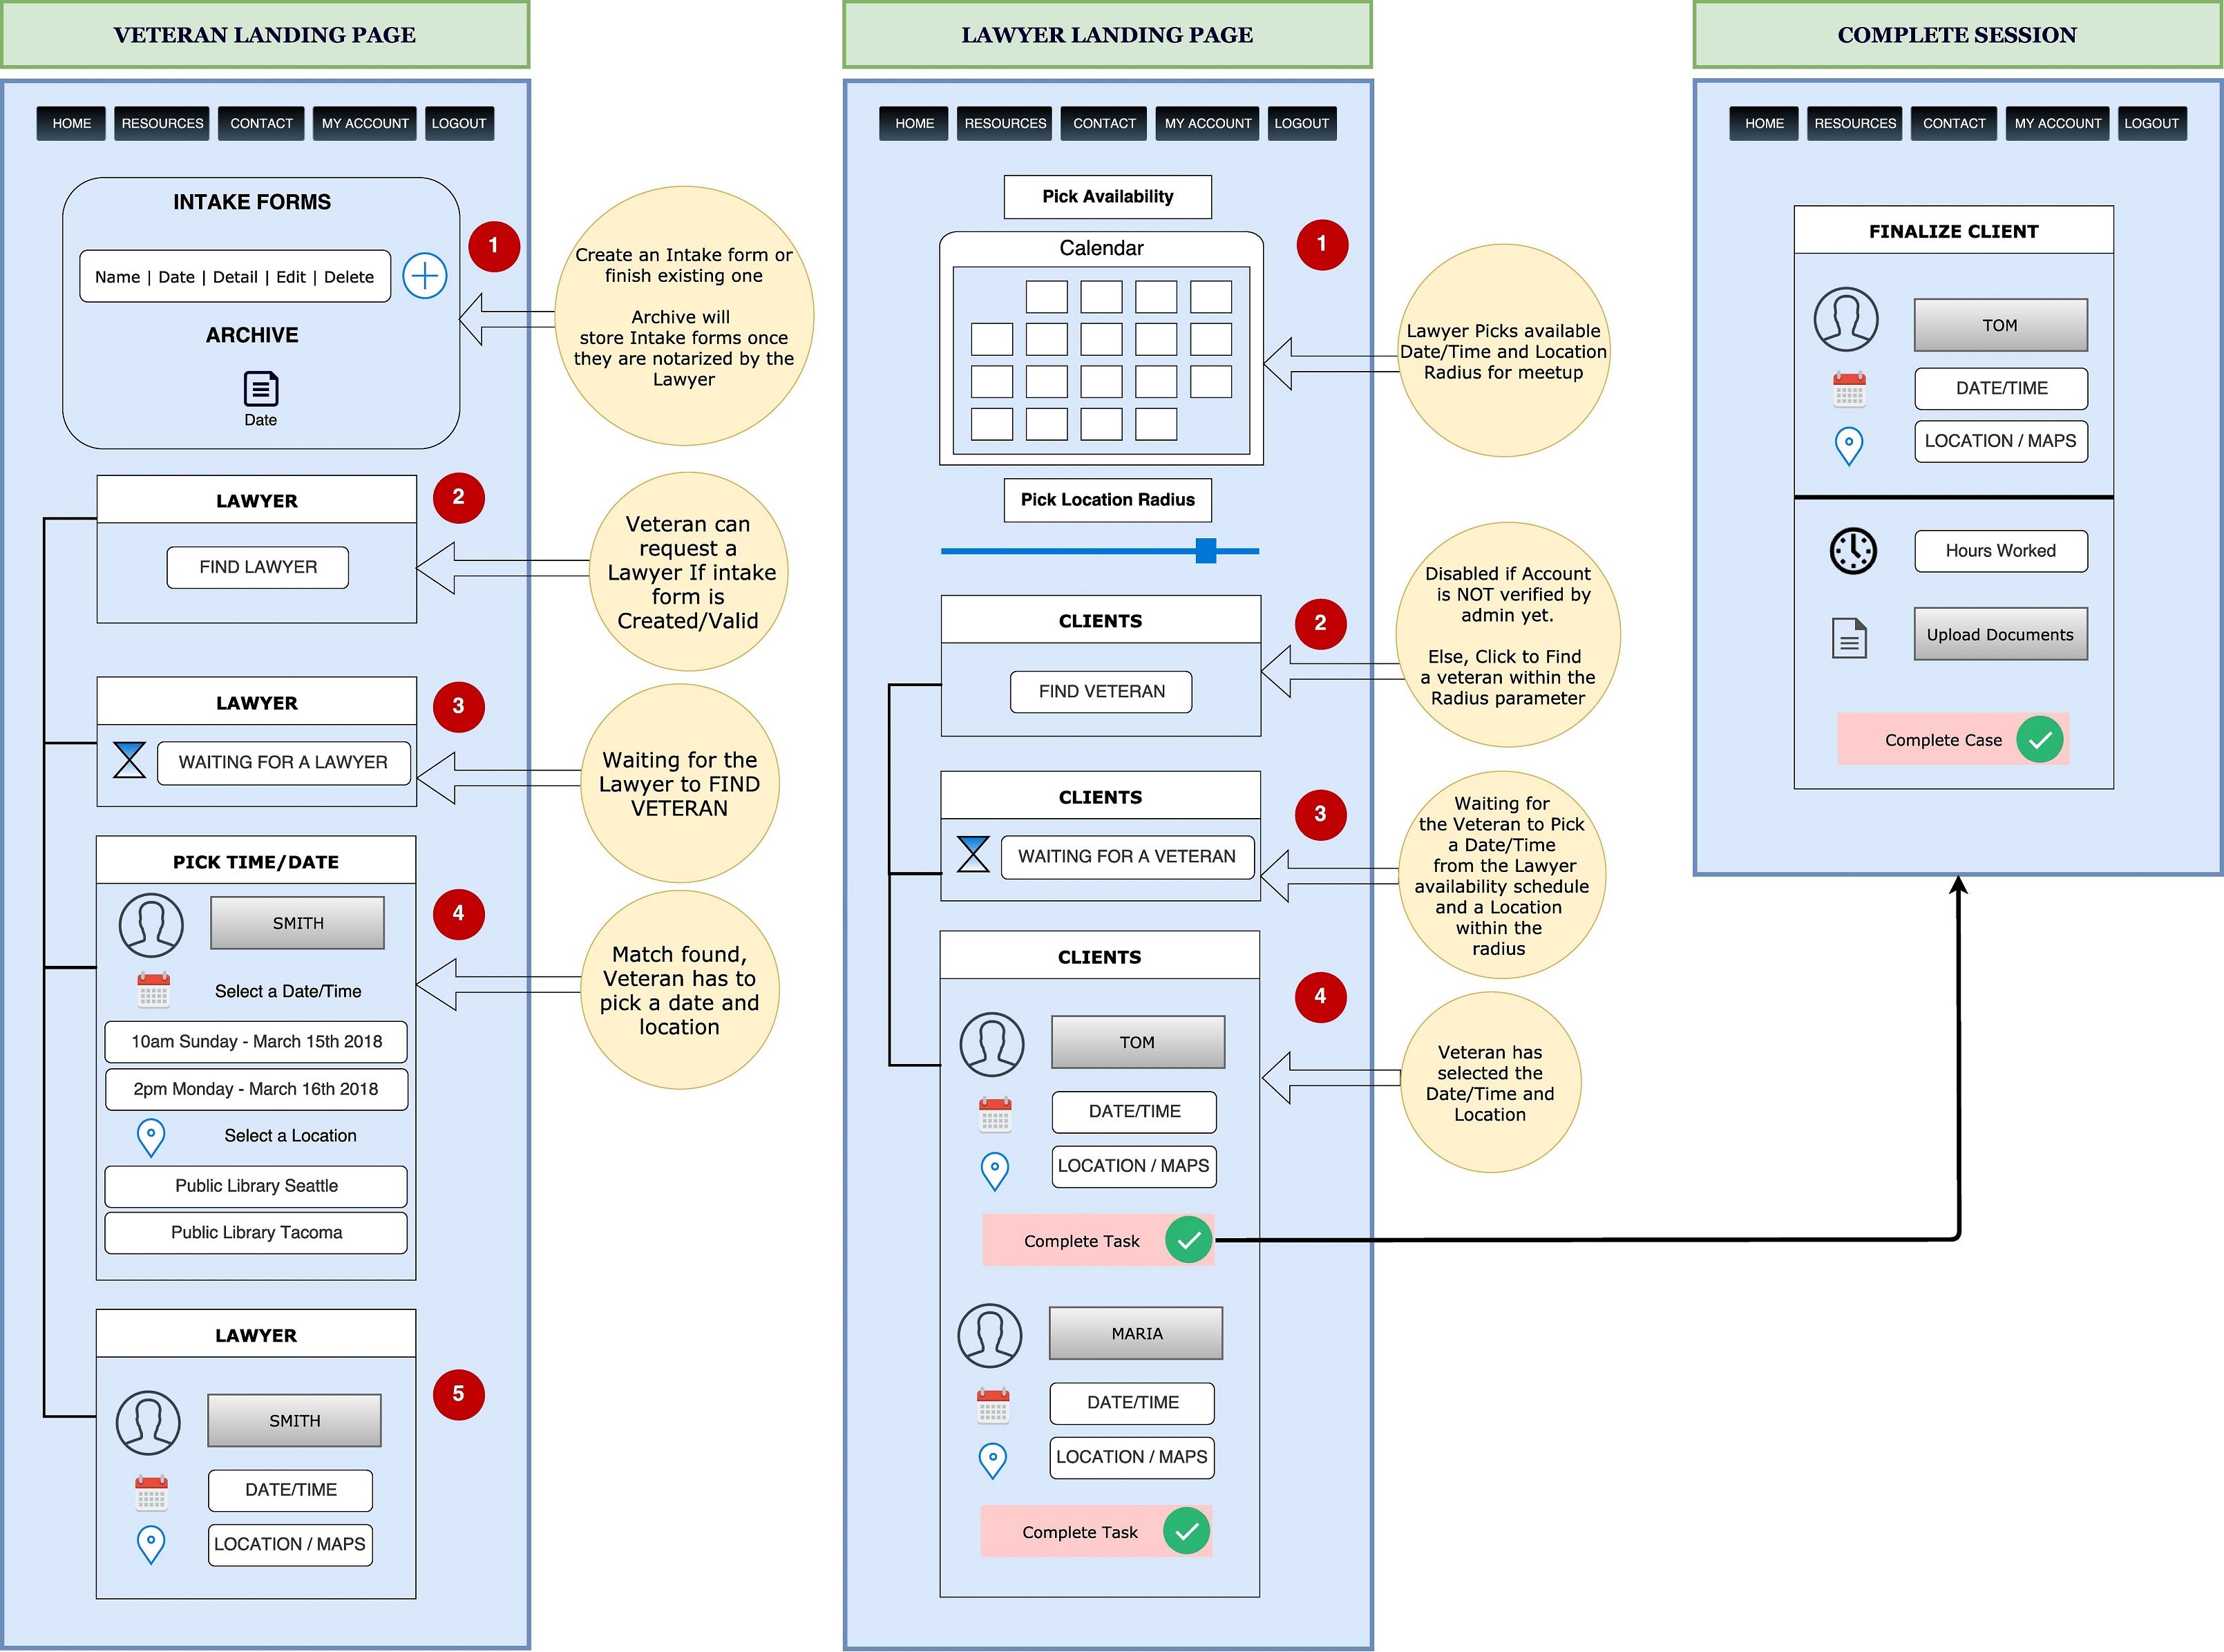 VETERAN LANDING PAGE
HOME
RESOURCES
CONTACT
MY ACCOUNT
LOGOUT
INTAKE FORMS
Name | Date | Detail | Edit | Delete
ARCHIVE
Date
1
Create an Intake form or
finish existing one
Archive will
store Intake forms once
they are notarized by the
Lawyer
LAWYER
FIND LAWYER
2
Veteran can
request a
Lawyer If intake
form is
Created/Valid
LAWYER
WAITING FOR A LAWYER
3
Waiting for the
Lawyer to FIND
VETERAN
PICK TIME/DATE
SMITH
Select a Date/Time
10am Sunday - March 15th 2018
2pm Monday - March 16th 2018
Select a Location
Public Library Seattle
Public Library Tacoma
4
Match found,
Veteran has to
pick a date and
location
LAWYER
SMITH
DATE/TIME
LOCATION / MAPS
5
LAWYER LANDING PAGE
HOME
RESOURCES
CONTACT
MY ACCOUNT
LOGOUT
Pick Availability
Calendar
1
Lawyer Picks available
Date/Time and Location
Radius for meetup
Pick Location Radius
CLIENTS
FIND VETERAN
2
Disabled if Account
is NOT verified by
admin yet.
Else, Click to Find
a veteran within the
Radius parameter
CLIENTS
WAITING FOR A VETERAN
3
Waiting for
the Veteran to Pick
a Date/Time
from the Lawyer
availability schedule
and a Location
within the
radius
CLIENTS
TOM
DATE/TIME
LOCATION / MAPS
Complete Task
4
Veteran has
selected the
Date/Time and
Location
MARIA
DATE/TIME
LOCATION / MAPS
Complete Task
COMPLETE SESSION
HOME
RESOURCES
CONTACT
MY ACCOUNT
LOGOUT
FINALIZE CLIENT
TOM
DATE/TIME
LOCATION / MAPS
Hours Worked
Upload Documents
Complete Case